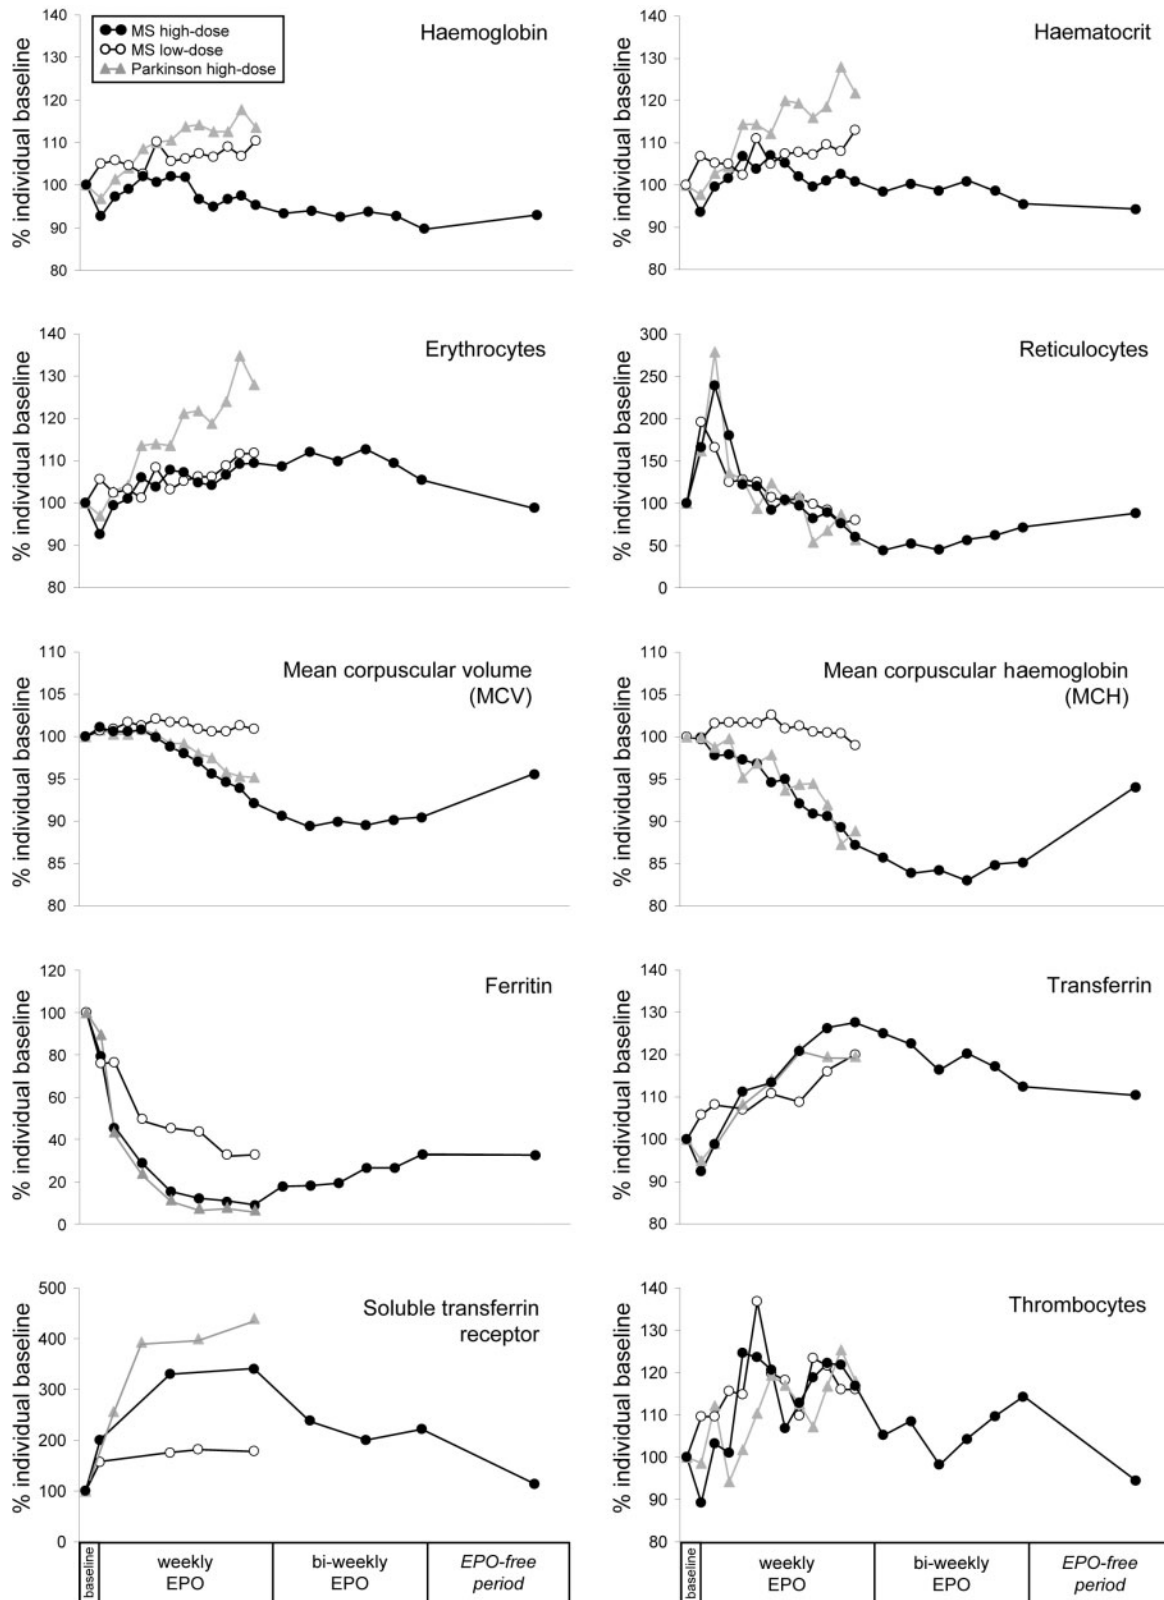 Haemoglobin
MS high-dose
MS low-dose
Parkinson high-dose
% individual baseline
140
130
120
110
100
90
80
Haematocrit
% individual baseline
140
130
120
110
100
90
80
Erythrocytes
% individual baseline
140
130
120
110
100
90
80
Reticulocytes
% individual baseline
300
250
200
150
100
50
0
Mean corpuscular volume
(MCV)
% individual baseline
110
105
100
95
90
85
80
Mean corpuscular haemoglobin
(MCH)
% individual baseline
110
105
100
95
90
85
80
Ferritin
% individual baseline
120
100
80
60
40
20
0
Transferrin
% individual baseline
140
130
120
110
100
90
80
Soluble transferrin
receptor
% individual baseline
500
400
300
200
100
0
Thrombocytes
% individual baseline
140
130
120
110
100
90
80
baseline
weekly
EPO
bi-weekly
EPO
EPO-free
period
baseline
weekly
EPO
bi-weekly
EPO
EPO-free
period